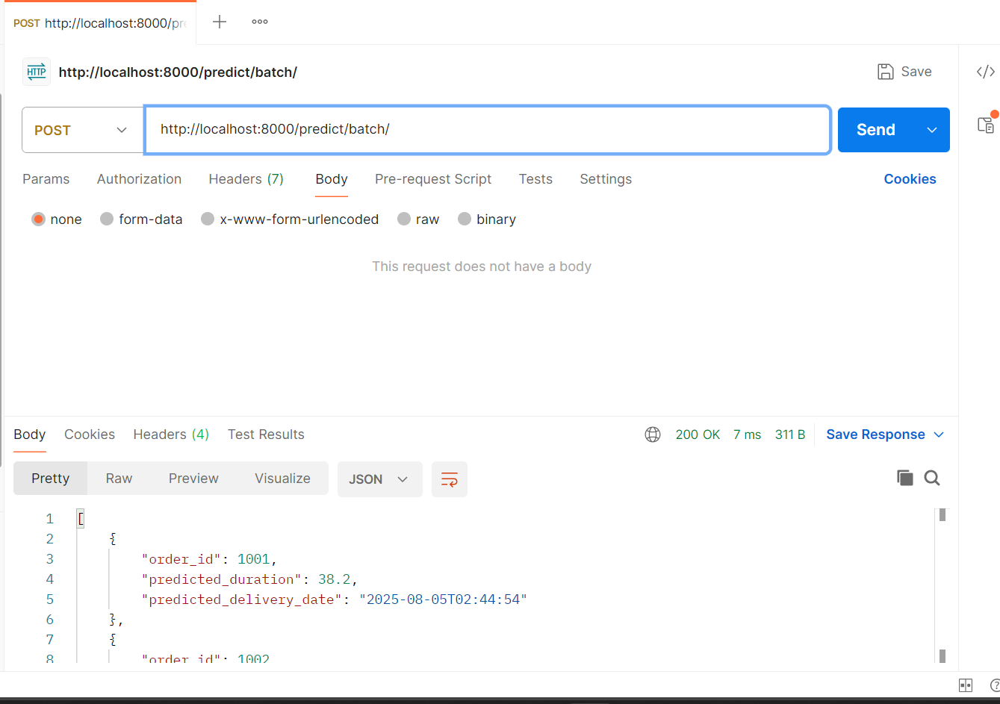 POST http://localhost:8000/pre
HTTP http://localhost:8000/predict/batch/ Save
POST http://localhost:8000/predict/batch/ Send
Params Authorization Headers (7) Body Pre-request Script Tests Settings Cookies
none form-data x-www-form-urlencoded raw binary
This request does not have a body
Body Cookies Headers (4) Test Results 200 OK 7 ms 311 B Save Response
Pretty Raw Preview Visualize JSON
1 [
2 {
3 "order_id": 1001,
4 "predicted_duration": 38.2,
5 "predicted_delivery_date": "2025-08-05T02:44:54"
6 },
7 {
8 "order_id": 1002